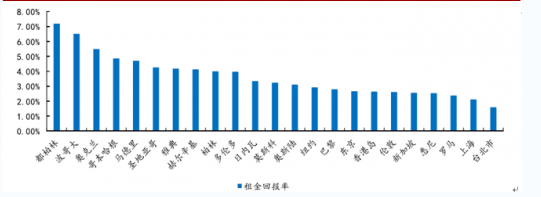 8.00%
7.00%
6.00%
5.00%
4.00%
3.00%
2.00%
1.00%
0.00%
都柏林
波哥大
奥克兰
哥本哈根
马德里
圣地亚哥
雅典
赫尔辛基
柏林
多伦多
日内瓦
莫斯科
奥斯陆
纽约
巴黎
东京
香港岛
伦敦
新加坡
悉尼
罗马
上海
台北市
租金回报率